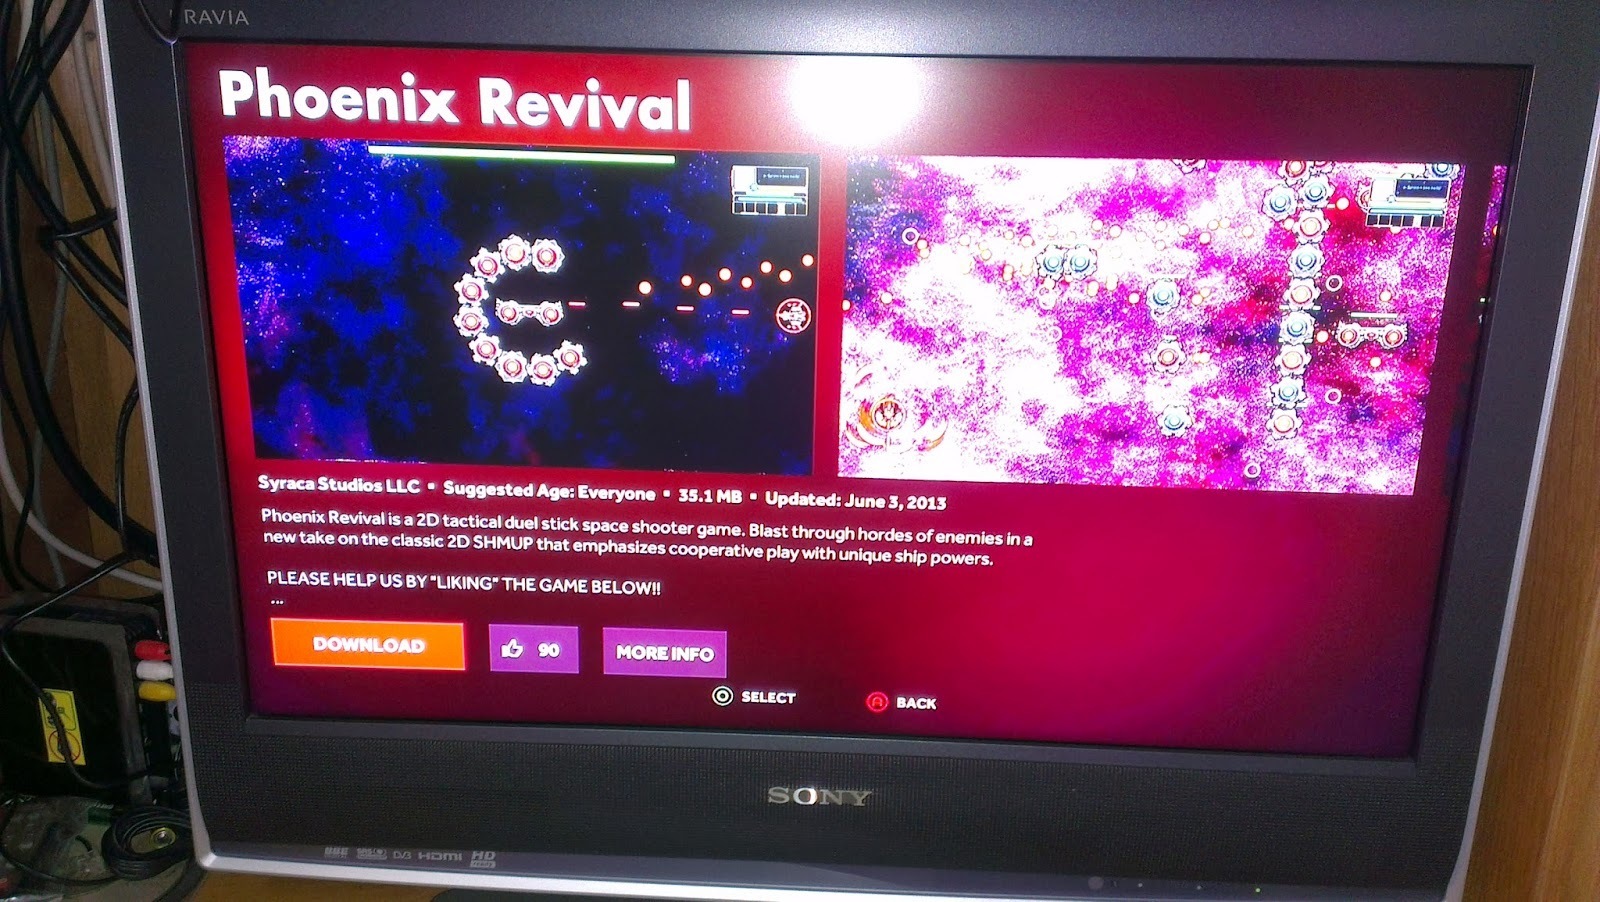 BRAVIA
Phoenix Revival
Syraca Studios LLC ▪ Suggested Age: Everyone ▪ 35.1 MB ▪ Updated: June 3, 2013
Phoenix Revival is a 2D tactical duel stick space shooter game. Blast through hordes of enemies in a
new take on the classic 2D SHMUP that emphasizes cooperative play with unique ship powers.
PLEASE HELP US BY "LIKING" THE GAME BELOW!!
...
DOWNLOAD
90
MORE INFO
O SELECT
A BACK
SONY
BBE
DVB HDMI HD